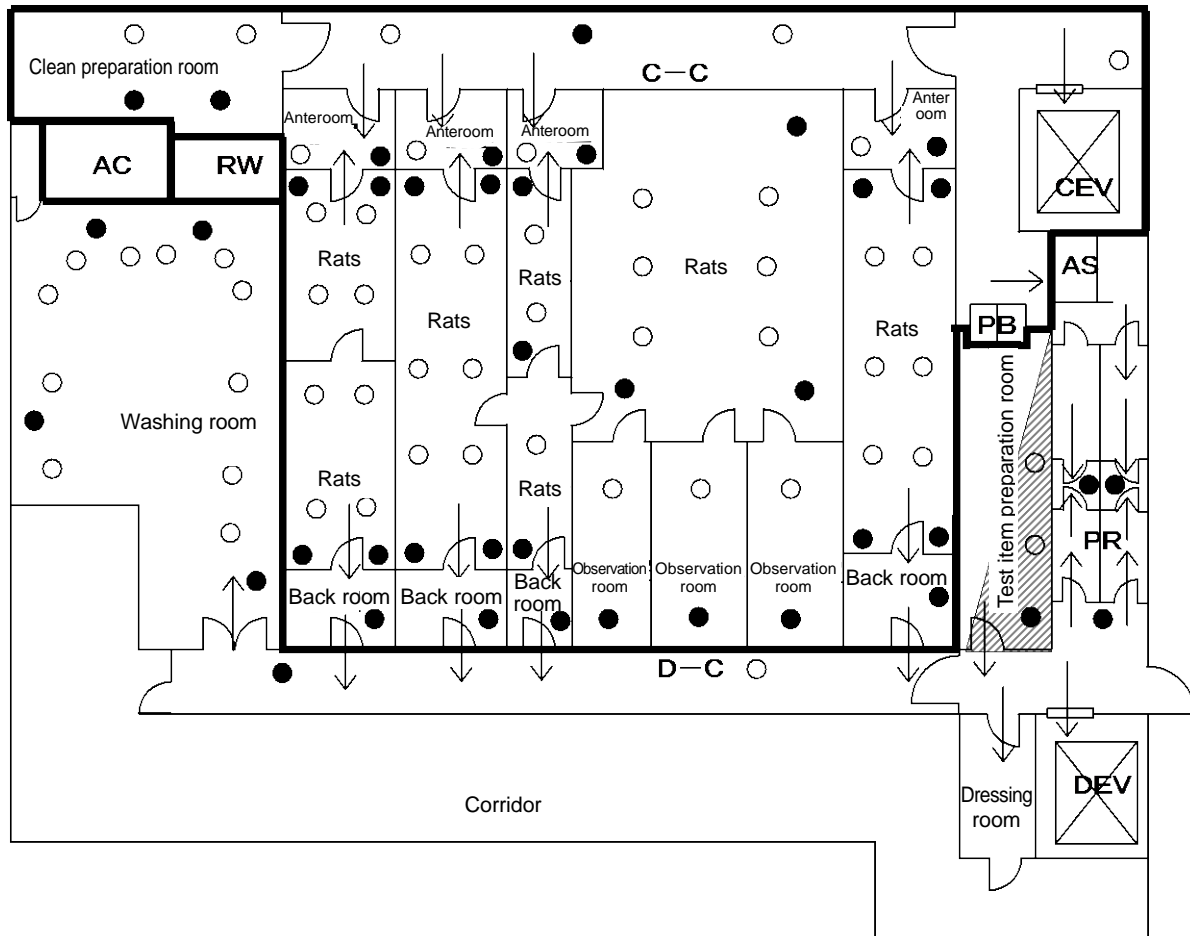 Clean preparation room
C-C
Anteroom
Anteroom
Anteroom
Anter
oom
AC
RW
CEV
Rats
Rats
Rats
Rats
Rats
AS
PB
Washing room
Rats
Rats
Test item preparation room
PR
Observation
room
Observation
room
Observation
room
Back room
Back room
Back
room
Back room
D-C
Corridor
Dressing
room
DEV